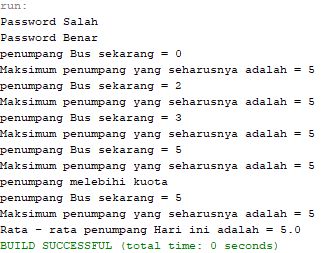 run:
Password Salah
Password Benar
penumpang Bus sekarang = 0
Maksimum penumpang yang seharusnya adalah = 5
penumpang Bus sekarang = 2
Maksimum penumpang yang seharusnya adalah = 5
penumpang Bus sekarang = 3
Maksimum penumpang yang seharusnya adalah = 5
penumpang Bus sekarang = 5
Maksimum penumpang yang seharusnya adalah = 5
penumpang melebihi kuota
penumpang Bus sekarang = 5
Maksimum penumpang yang seharusnya adalah = 5
Rata - rata penumpang Hari ini adalah = 5.0
BUILD SUCCESSFUL (total time: 0 seconds)